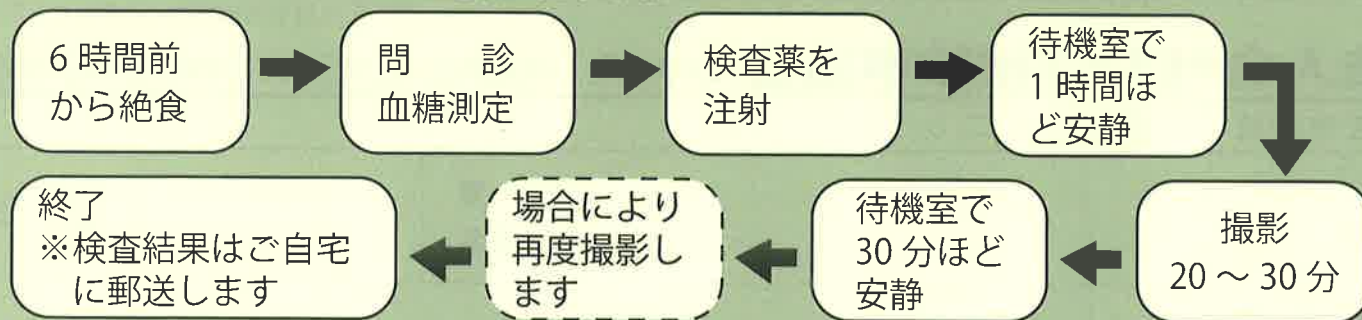 6 時間前
から絶食
問　　診
血糖測定
検査薬を
注射
待機室で
1 時間ほ
ど安静
撮影
20 ～ 30 分
待機室で
30 分ほど
安静
場合により
再度撮影し
ます
終了
※検査結果はご自宅
に郵送します